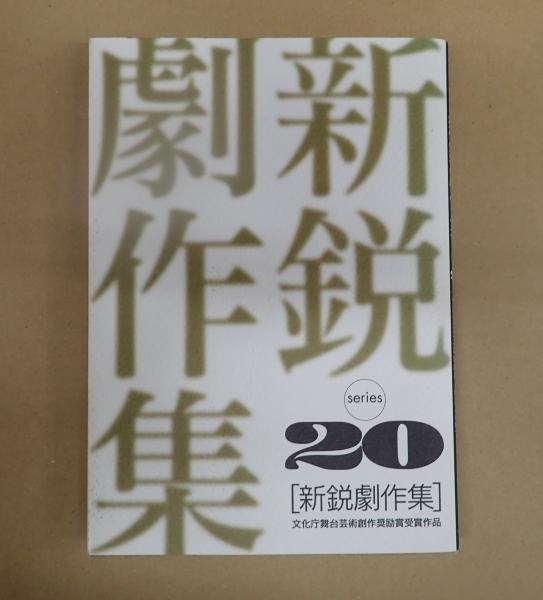 新鋭
劇作集
series
20
[新鋭劇作集]
文化庁舞台芸術創作奨励賞受賞作品